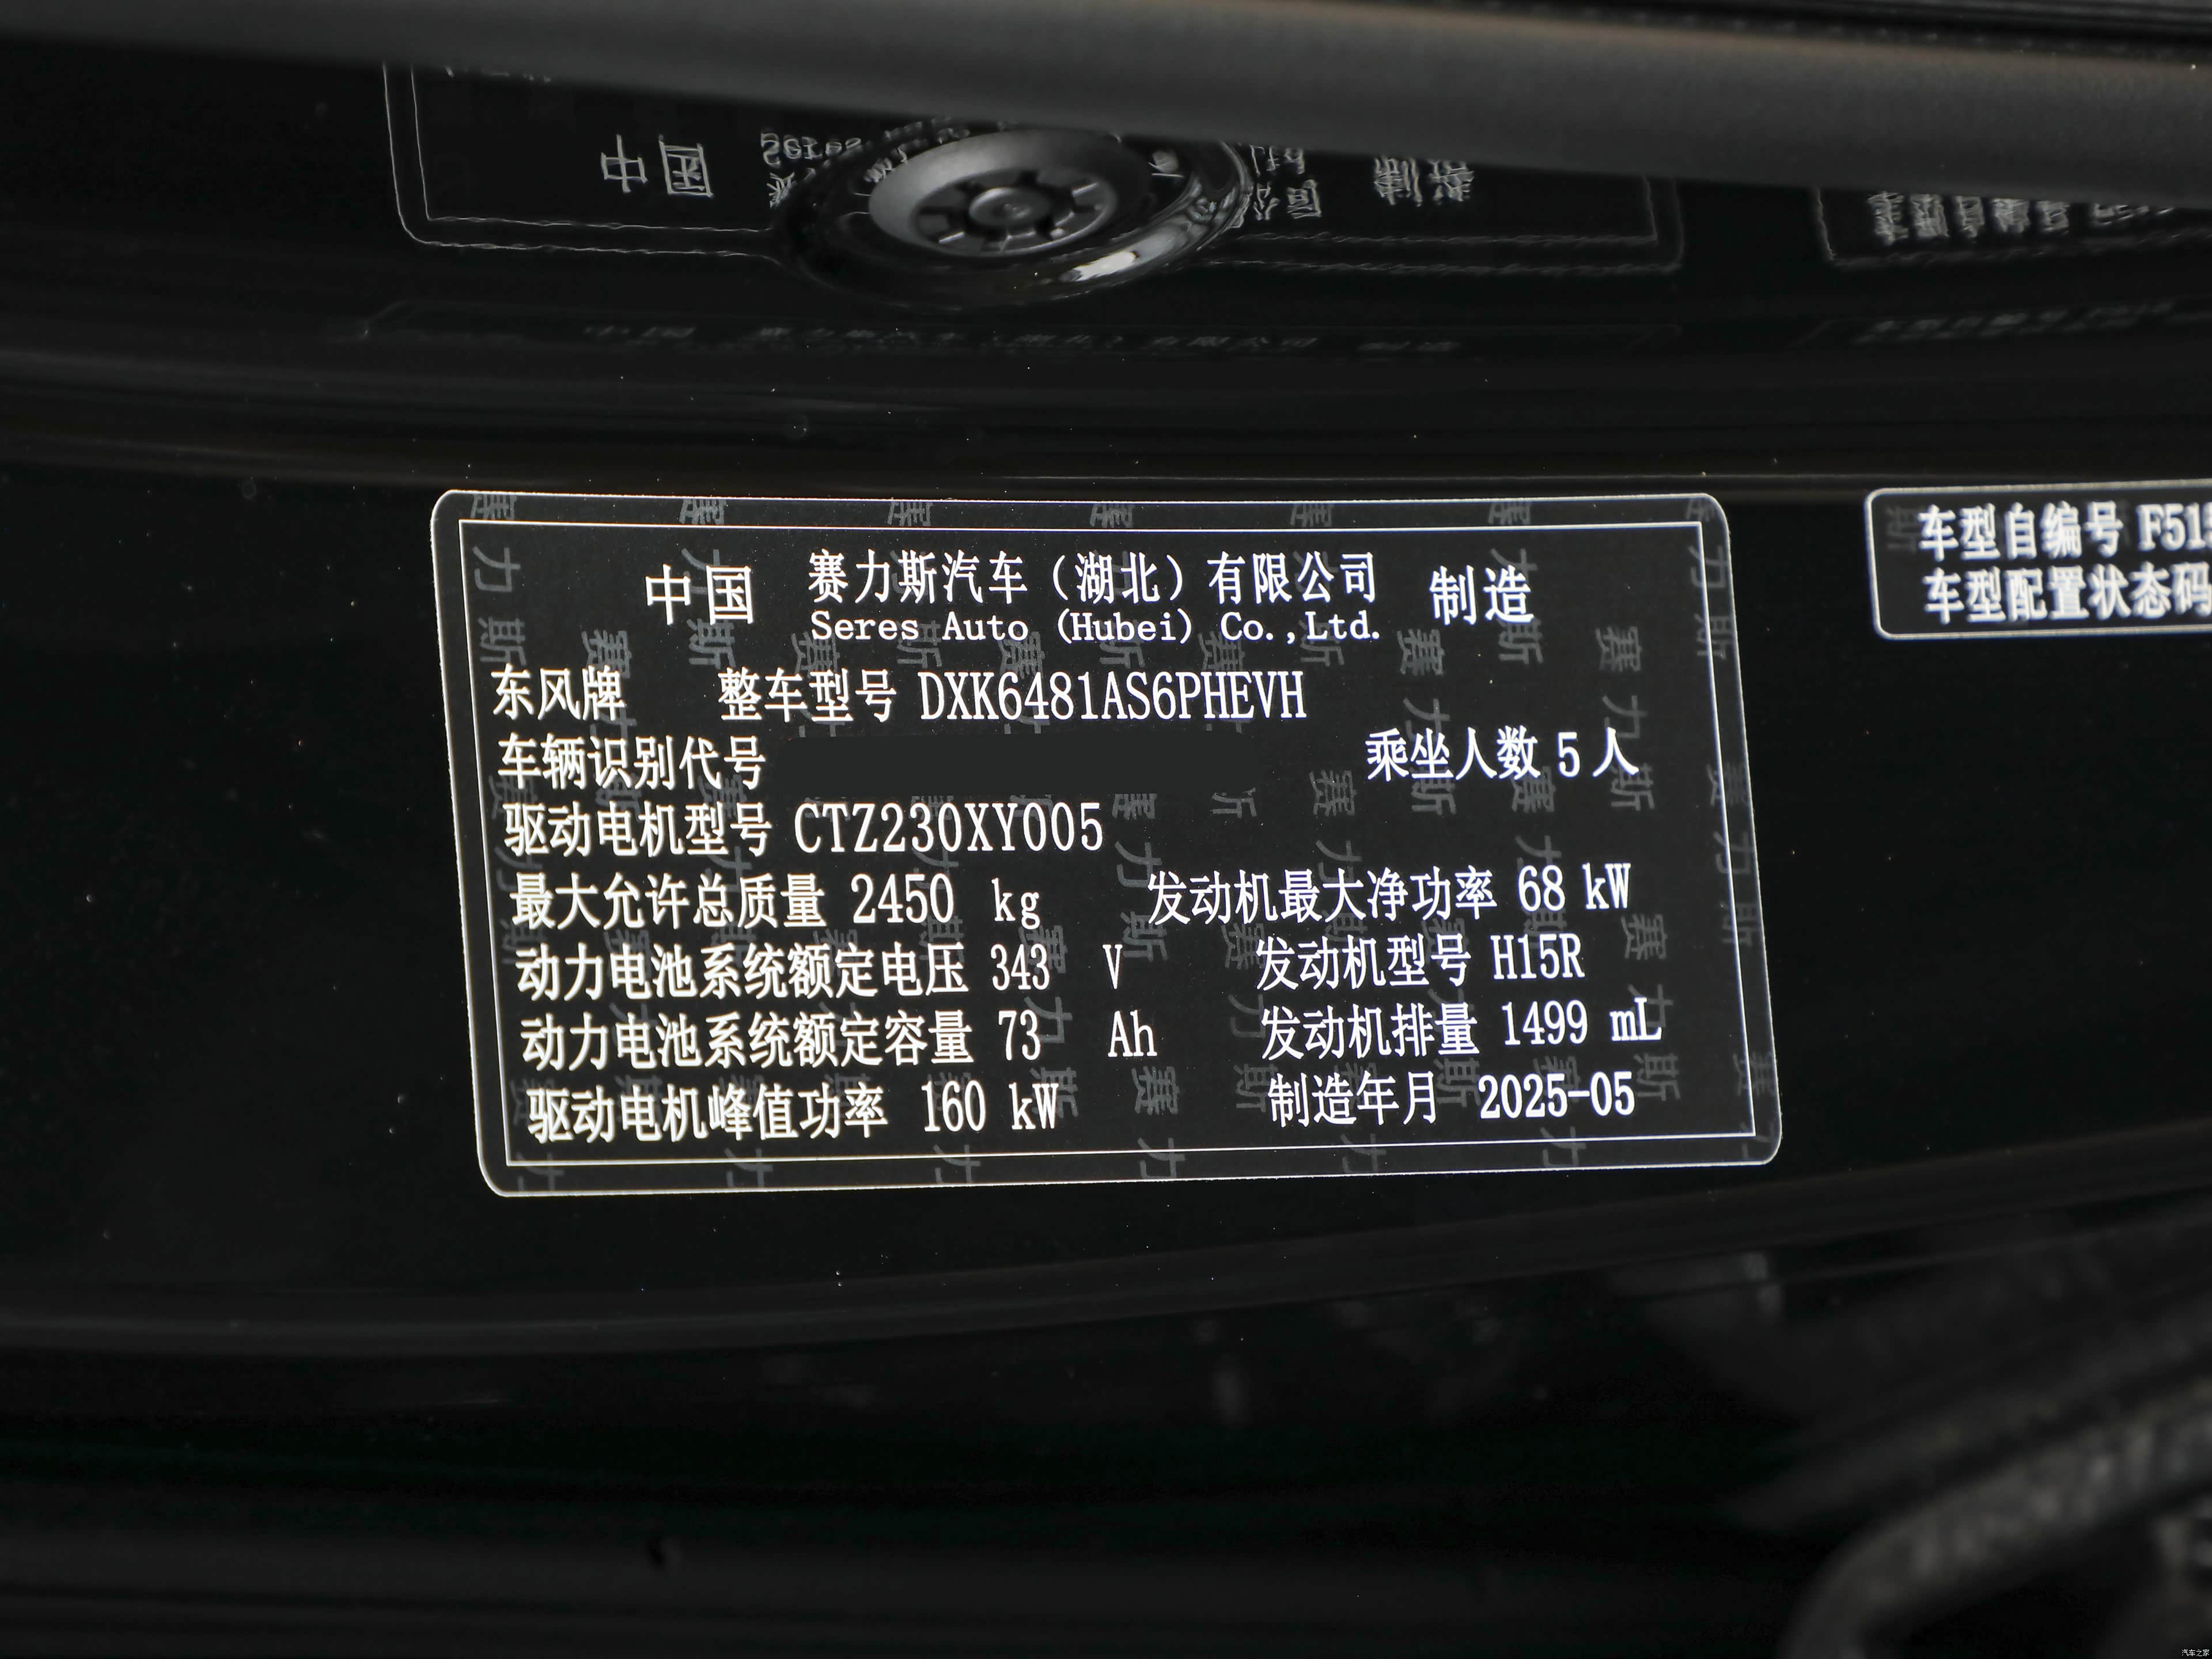 中国 赛力斯汽车（湖北）有限公司 制造
Seres Auto (Hubei) Co.,Ltd.
东风牌 整车型号 DXK6481AS6PHEVH
车辆识别代号 乘坐人数 5 人
驱动电机型号 CTZ230XY005
最大允许总质量 2450 kg 发动机最大净功率 68 kW
动力电池系统额定电压 343 V 发动机型号 H15R
动力电池系统额定容量 73 Ah 发动机排量 1499 mL
驱动电机峰值功率 160 kW 制造年月 2025-05
车型自编号 F515
车型配置状态码
汽车之家